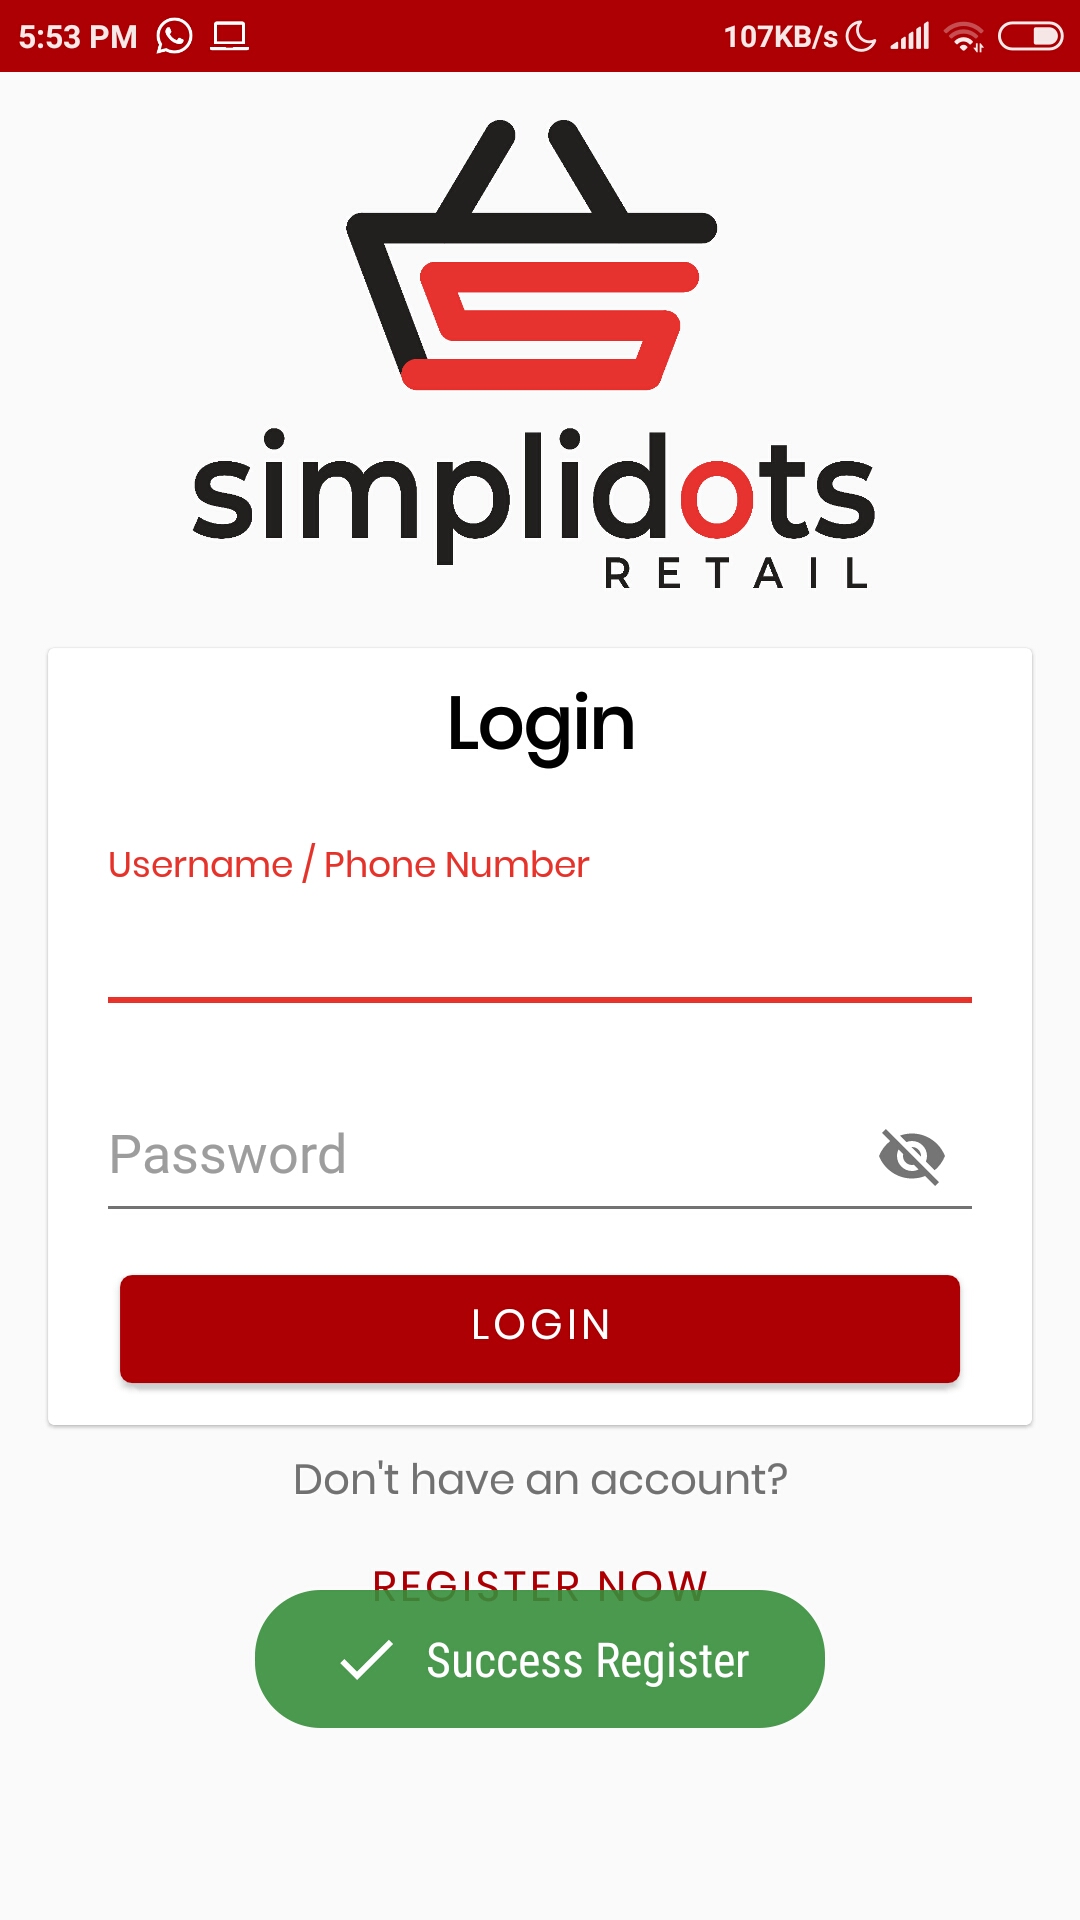 5:53 PM 107KB/s
simplidots
RETAIL
Login
Username / Phone Number
Password
LOGIN
Don't have an account?
REGISTER NOW
Success Register